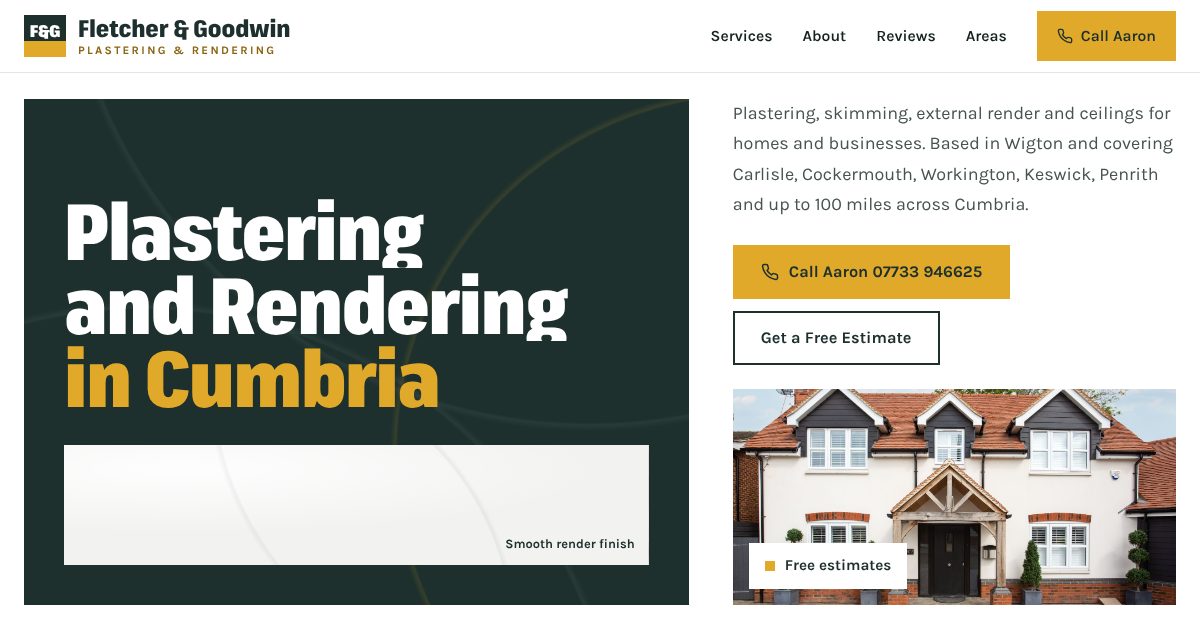 F&G
Fletcher & Goodwin
PLASTERING & RENDERING
Services
About
Reviews
Areas
Call Aaron
Plastering
and Rendering
in Cumbria
Smooth render finish
Plastering, skimming, external render and ceilings for
homes and businesses. Based in Wigton and covering
Carlisle, Cockermouth, Workington, Keswick, Penrith
and up to 100 miles across Cumbria.
Call Aaron 07733 946625
Get a Free Estimate
Free estimates